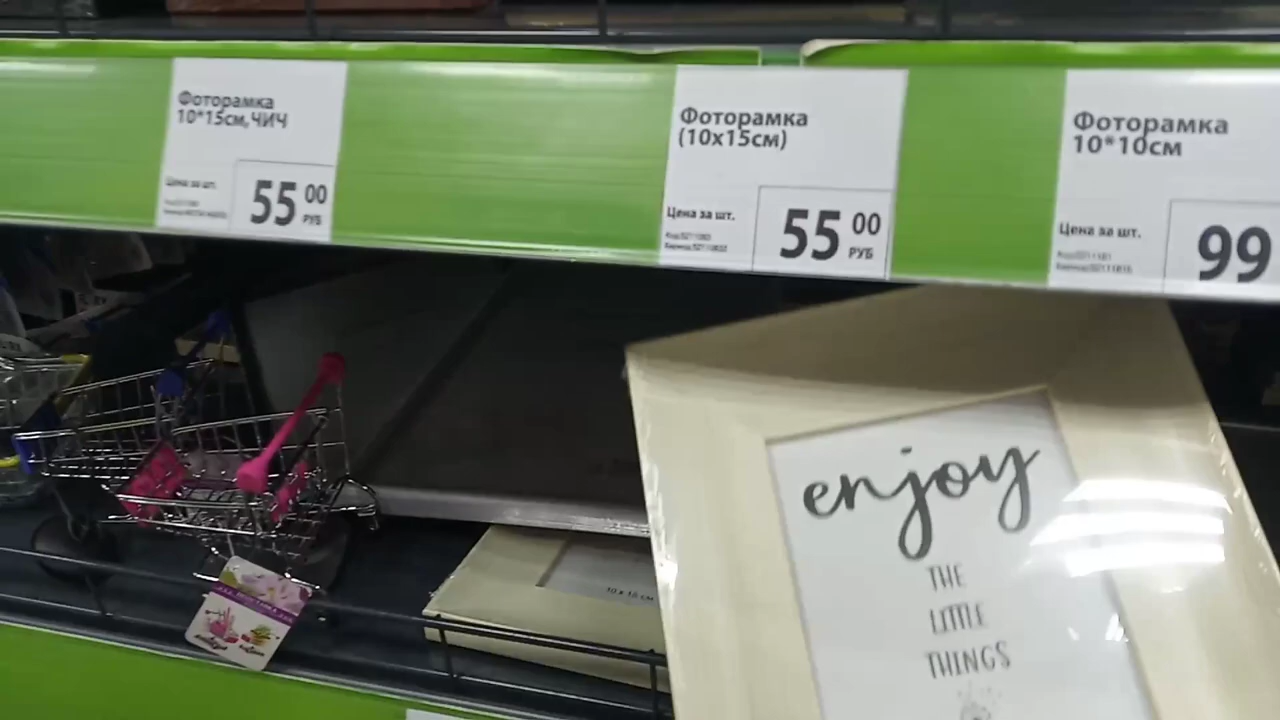 Фоторамка
10*15см,ЧИЧ
Цена за шт.
55 00
РУБ
Фоторамка
(10х15см)
Цена за шт.
55 00
РУБ
Фоторамка
10*10см
Цена за шт.
99
enjoy
THE
LITTLE
THINGS